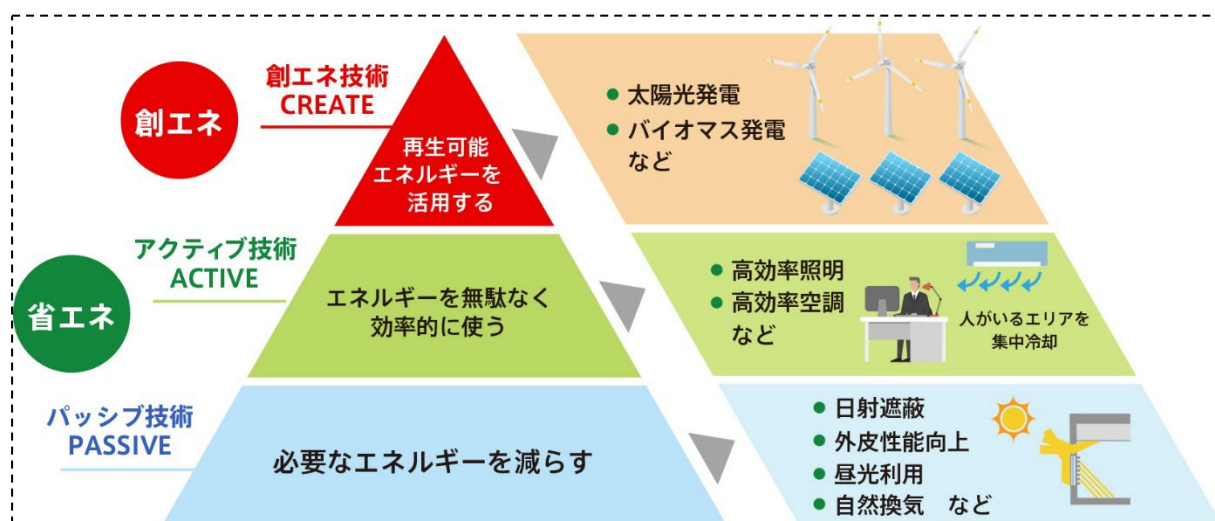 創エネ
創エネ技術
CREATE
再生可能
エネルギーを
活用する
太陽光発電
バイオマス発電
など
省エネ
アクティブ技術
ACTIVE
エネルギーを無駄なく
効率的に使う
高効率照明
高効率空調
など
人がいるエリアを
集中冷却
パッシブ技術
PASSIVE
必要なエネルギーを減らす
日射遮蔽
外皮性能向上
昼光利用
自然換気 など